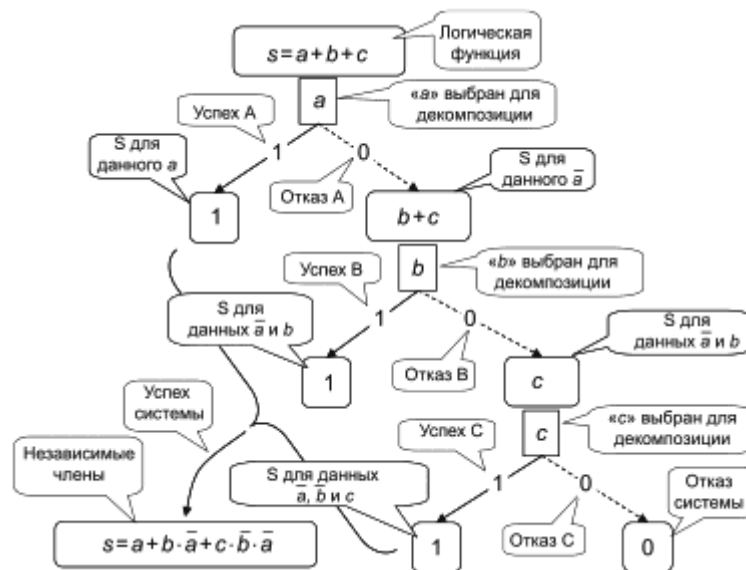 Логическая
функция
s = a + b + c
a
«a» выбран для
декомпозиции
Успех A
1
0
S для
данного a
Отказ A
S для
данного a̅
1
b + c
Успех B
b
«b» выбран для
декомпозиции
S для
данных a̅ и b
1
0
S для
данных a̅ и b
1
Отказ B
c
Успех
системы
Успех C
c
«c» выбран для
декомпозиции
Независимые
члены
S для данных
a̅, b̅ и c
1
0
Отказ
системы
s = a + b · a̅ + c · b̅ · a̅
1
Отказ C
0